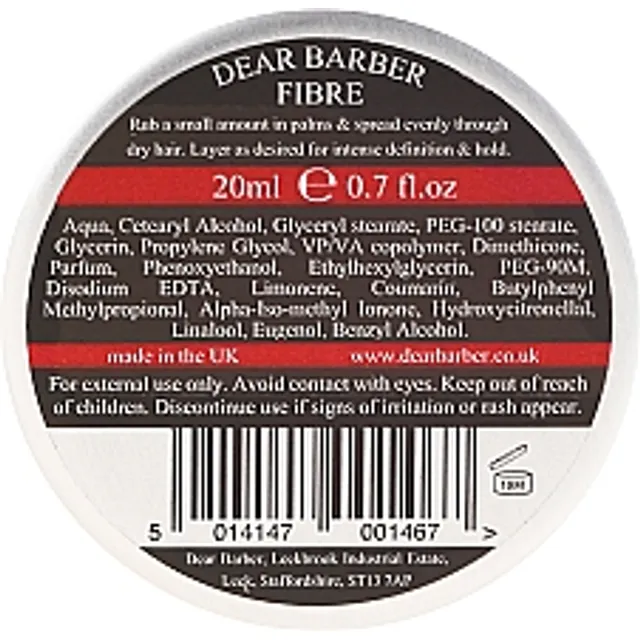 DEAR BARBER
FIBRE
Rub a small amount in palms & spread evenly through
dry hair. Layer as desired for intense definition & hold.
20ml ℮ 0.7 fl.oz
Aqua, Cetearyl Alcohol, Glyceryl stearate, PEG-100 stearate,
Glycerin, Propylene Glycol, VP/VA copolymer, Dimethicone,
Parfum, Phenoxyethanol, Ethylhexylglycerin, PEG-90M,
Disodium EDTA, Limonene, Coumarin, Butylphenyl
Methylpropional, Alpha-Iso-methyl Ionone, Hydroxycitronellal,
Linalool, Eugenol, Benzyl Alcohol.
made in the UK www.dearbarber.co.uk
For external use only. Avoid contact with eyes. Keep out of reach
of children. Discontinue use if signs of irritation or rash appear.
5 014147 001467 >
Dear Barber, Leekbrook Industrial Estate,
Leek, Staffordshire, ST13 7AP